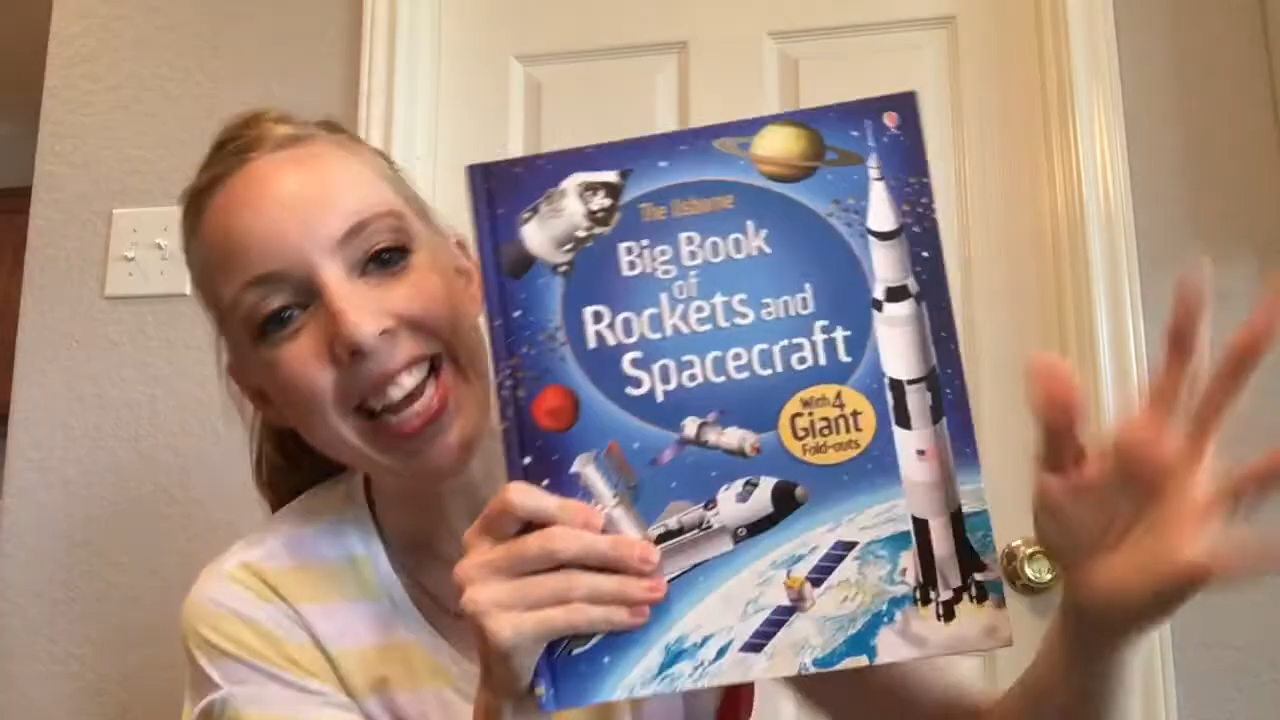 The Usborne
Big Book
of
Rockets and
Spacecraft
With 4
Giant
Fold-outs